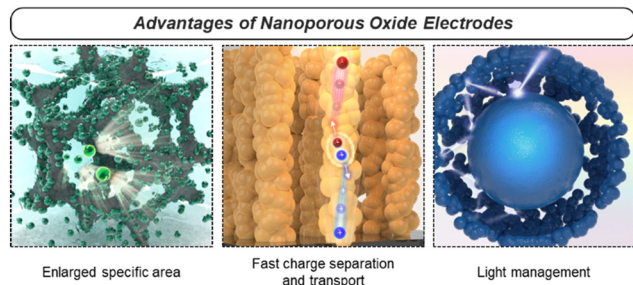 Advantages of Nanoporous Oxide Electrodes
Enlarged specific area
Fast charge separation
and transport
Light management